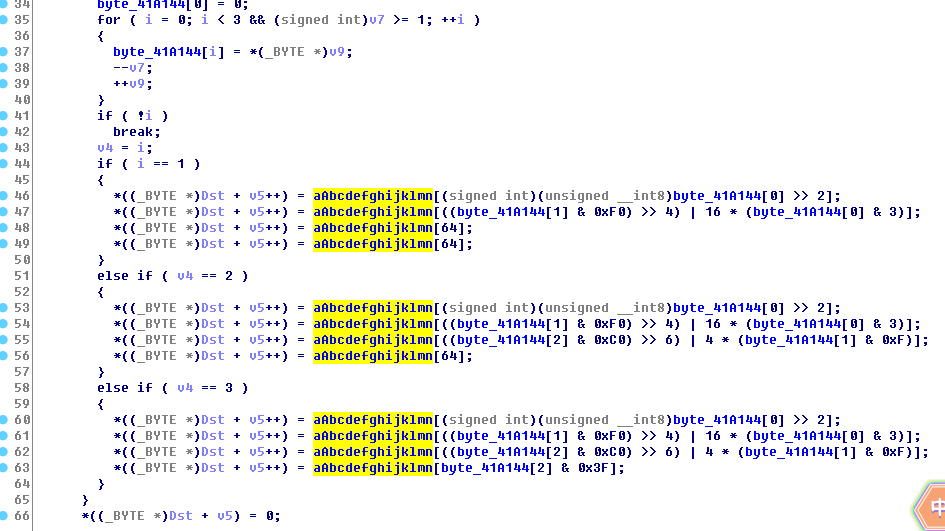 34 byte_41A144[0] = 0;
35 for ( i = 0; i < 3 && (signed int)v7 >= 1; ++i )
36 {
37 byte_41A144[i] = *(_BYTE *)v9;
38 --v7;
39 ++v9;
40 }
41 if ( !i )
42 break;
43 v4 = i;
44 if ( i == 1 )
45 {
46 *((_BYTE *)Dst + v5++) = aAbcdefghijklmn[(signed int)(unsigned __int8)byte_41A144[0] >> 2];
47 *((_BYTE *)Dst + v5++) = aAbcdefghijklmn[((byte_41A144[1] & 0xF0) >> 4) | 16 * (byte_41A144[0] & 3)];
48 *((_BYTE *)Dst + v5++) = aAbcdefghijklmn[64];
49 *((_BYTE *)Dst + v5++) = aAbcdefghijklmn[64];
50 }
51 else if ( v4 == 2 )
52 {
53 *((_BYTE *)Dst + v5++) = aAbcdefghijklmn[(signed int)(unsigned __int8)byte_41A144[0] >> 2];
54 *((_BYTE *)Dst + v5++) = aAbcdefghijklmn[((byte_41A144[1] & 0xF0) >> 4) | 16 * (byte_41A144[0] & 3)];
55 *((_BYTE *)Dst + v5++) = aAbcdefghijklmn[((byte_41A144[2] & 0xC0) >> 6) | 4 * (byte_41A144[1] & 0xF)];
56 *((_BYTE *)Dst + v5++) = aAbcdefghijklmn[64];
57 }
58 else if ( v4 == 3 )
59 {
60 *((_BYTE *)Dst + v5++) = aAbcdefghijklmn[(signed int)(unsigned __int8)byte_41A144[0] >> 2];
61 *((_BYTE *)Dst + v5++) = aAbcdefghijklmn[((byte_41A144[1] & 0xF0) >> 4) | 16 * (byte_41A144[0] & 3)];
62 *((_BYTE *)Dst + v5++) = aAbcdefghijklmn[((byte_41A144[2] & 0xC0) >> 6) | 4 * (byte_41A144[1] & 0xF)];
63 *((_BYTE *)Dst + v5++) = aAbcdefghijklmn[byte_41A144[2] & 0x3F];
64 }
65 }
66 *((_BYTE *)Dst + v5) = 0;
中